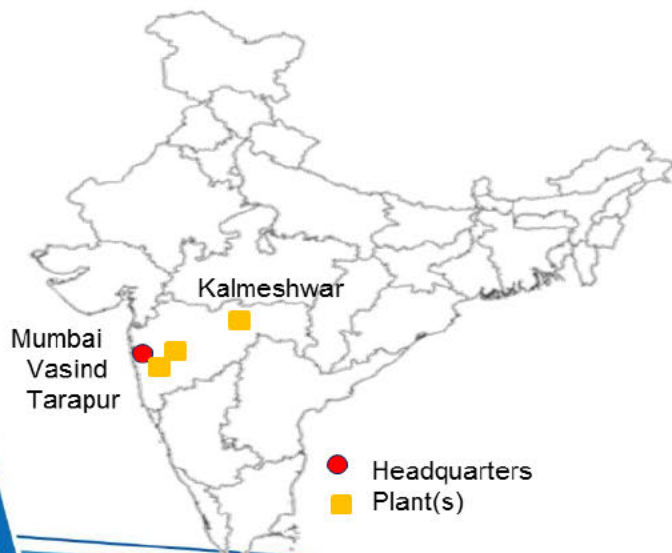 Kalmeshwar
Mumbai
Vasind
Tarapur
Headquarters
Plant(s)